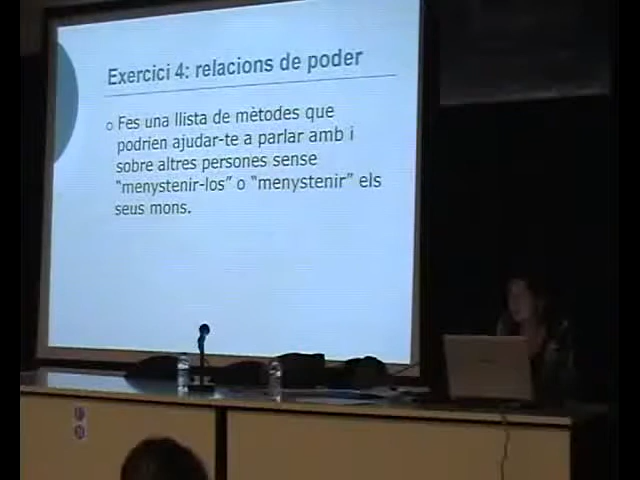 Exercici 4: relacions de poder
Fes una llista de mètodes que
podrien ajudar-te a parlar amb i
sobre altres persones sense
“menystenir-los” o “menystenir” els
seus mons.